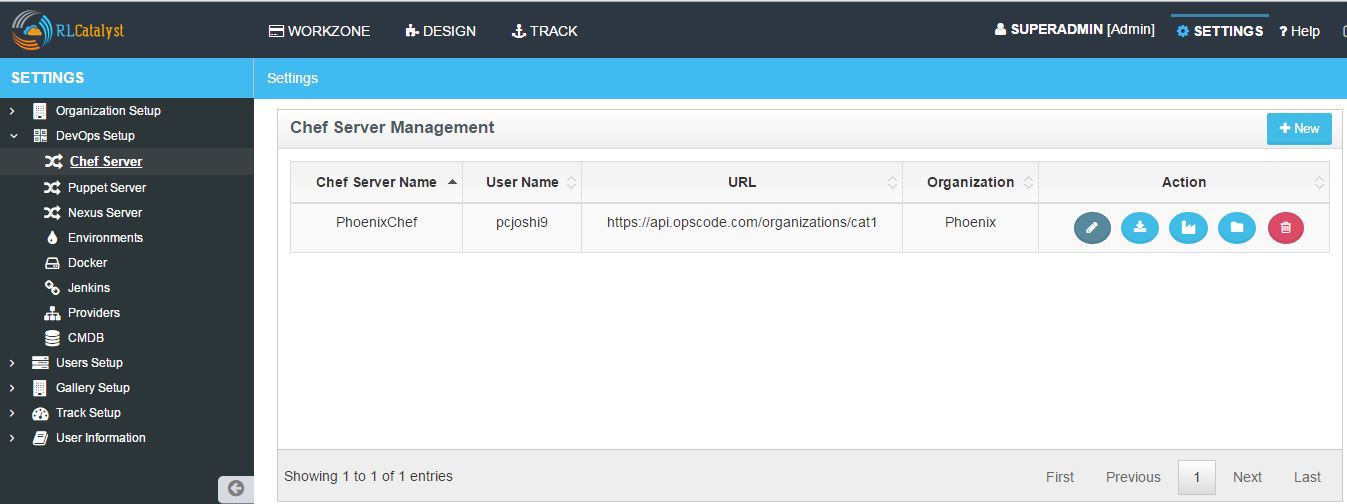 RLCatalyst WORKZONE DESIGN TRACK SUPERADMIN [Admin] SETTINGS ? Help
SETTINGS
Settings
Organization Setup
DevOps Setup
Chef Server
Puppet Server
Nexus Server
Environments
Docker
Jenkins
Providers
CMDB
Users Setup
Gallery Setup
Track Setup
User Information
Chef Server Management + New
Chef Server Name User Name URL Organization Action
PhoenixChef pcjoshi9 https://api.opscode.com/organizations/cat1 Phoenix
Showing 1 to 1 of 1 entries First Previous 1 Next Last